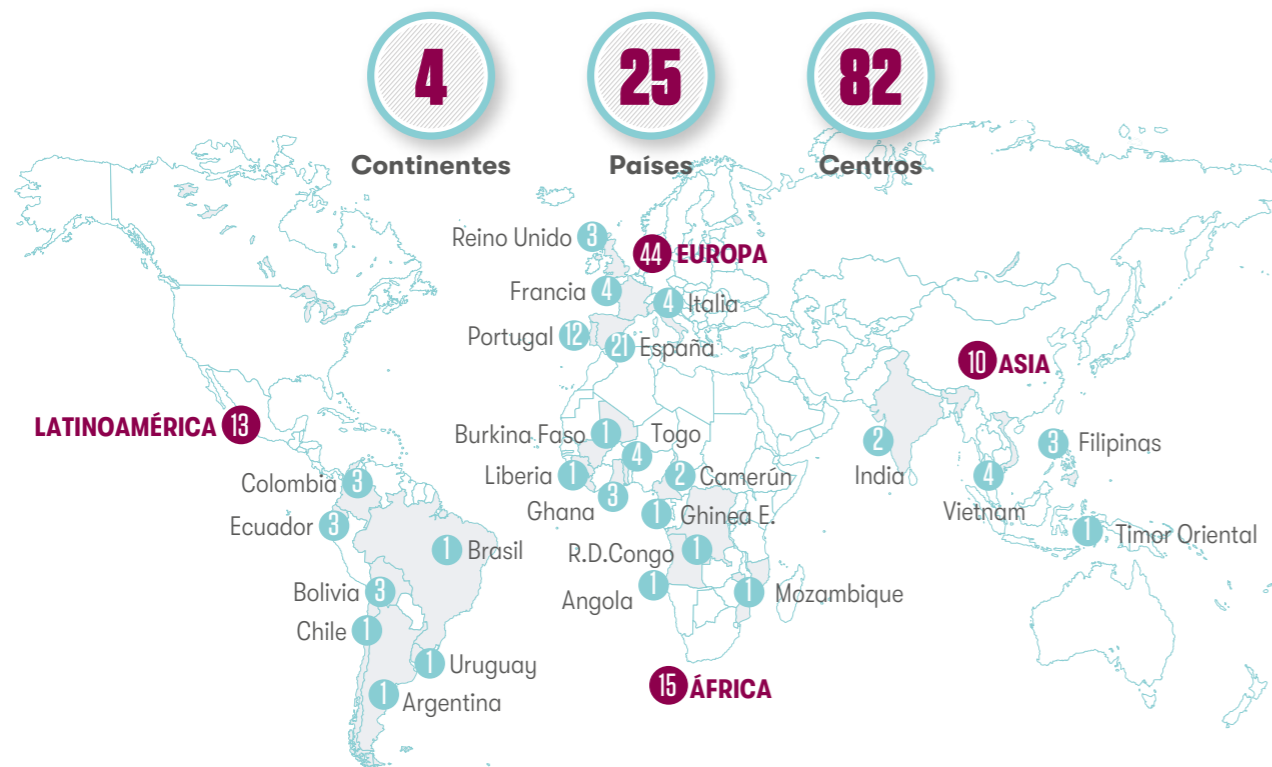 4
Continentes
25
Países
82
Centros
Reino Unido 3
44 EUROPA
Francia 4
4 Italia
Portugal 12
21 España
10 ASIA
LATINOAMÉRICA 13
Burkina Faso 1
Togo 4
Liberia 1
2 Camerún
Ghana 3
1 Ghinea E.
R.D.Congo 1
Angola 1
1 Mozambique
15 ÁFRICA
Colombia 3
Ecuador 3
1 Brasil
Bolivia 3
Chile 1
1 Uruguay
1 Argentina
2
India
3 Filipinas
4
Vietnam
1 Timor Oriental